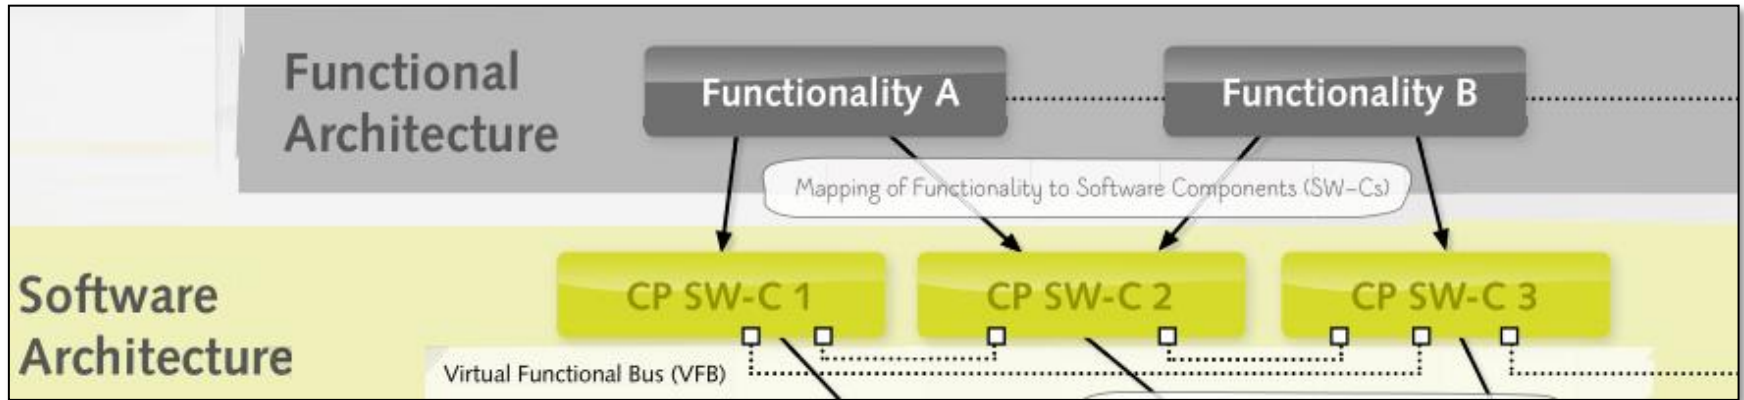 Functional
Architecture
Functionality A
Functionality B
Mapping of Functionality to Software Components (SW-Cs)
Software
Architecture
CP SW-C 1
CP SW-C 2
CP SW-C 3
Virtual Functional Bus (VFB)